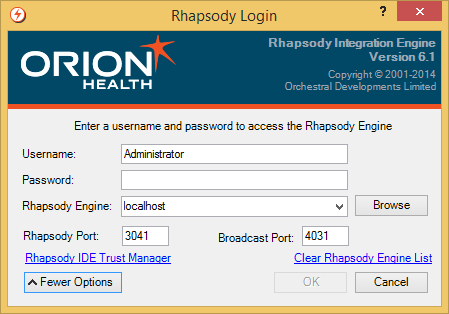 Rhapsody Login
ORION
HEALTH
Rhapsody Integration Engine
Version 6.1
Copyright © 2001-2014
Orchestral Developments Limited
Enter a username and password to access the Rhapsody Engine
Username: Administrator
Password:
Rhapsody Engine: localhost Browse
Rhapsody Port: 3041 Broadcast Port: 4031
Rhapsody IDE Trust Manager Clear Rhapsody Engine List
Fewer Options OK Cancel